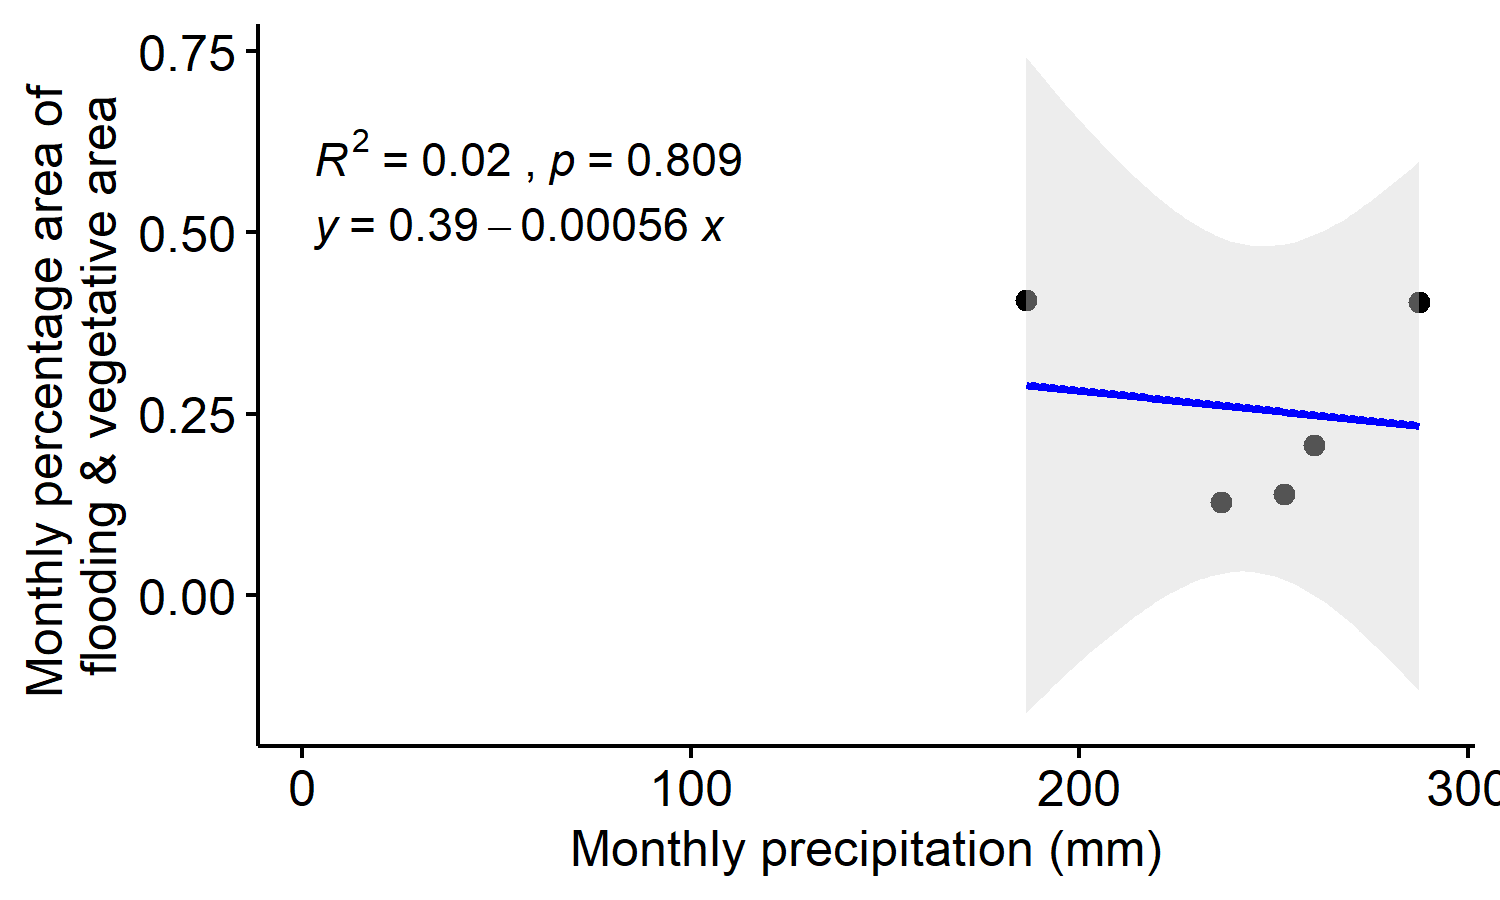 Monthly percentage area of
flooding & vegetative area
0.75
0.50
0.25
0.00
R² = 0.02 , p = 0.809
y = 0.39 – 0.00056 x
0 100 200 300
Monthly precipitation (mm)